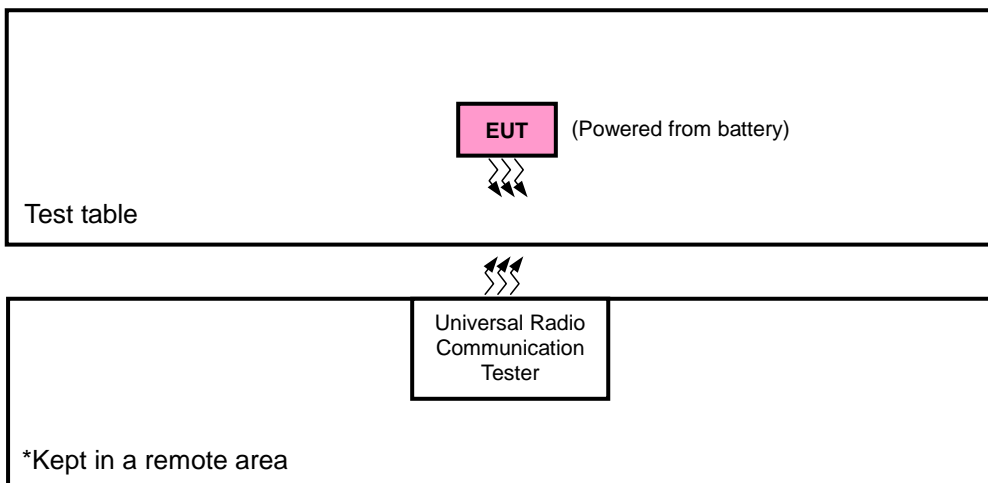 EUT
(Powered from battery)
Test table
Universal Radio
Communication
Tester
*Kept in a remote area